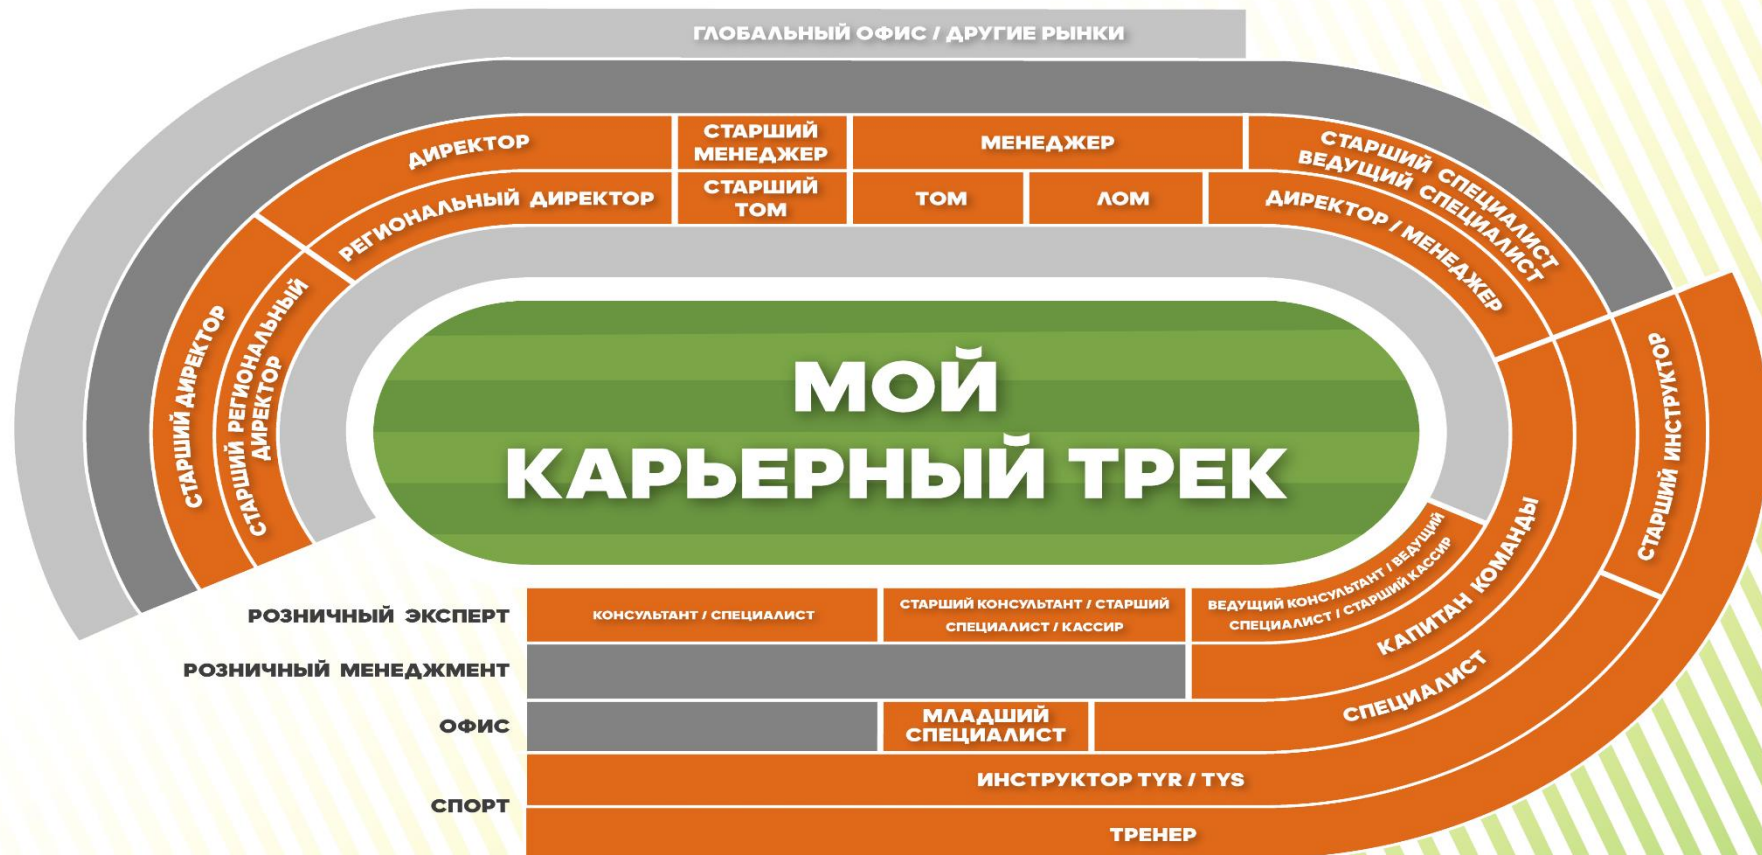 ГЛОБАЛЬНЫЙ ОФИС / ДРУГИЕ РЫНКИ
ДИРЕКТОР
СТАРШИЙ
МЕНЕДЖЕР
МЕНЕДЖЕР
СТАРШИЙ СПЕЦИАЛИСТ
ВЕДУЩИЙ СПЕЦИАЛИСТ
РЕГИОНАЛЬНЫЙ ДИРЕКТОР
СТАРШИЙ
ТОМ
ТОМ
ЛОМ
ДИРЕКТОР / МЕНЕДЖЕР
СТАРШИЙ ДИРЕКТОР
СТАРШИЙ РЕГИОНАЛЬНЫЙ
ДИРЕКТОР
МОЙ
КАРЬЕРНЫЙ ТРЕК
СТАРШИЙ ИНСТРУКТОР
КАПИТАН КОМАНДЫ
РОЗНИЧНЫЙ ЭКСПЕРТ
КОНСУЛЬТАНТ / СПЕЦИАЛИСТ
СТАРШИЙ КОНСУЛЬТАНТ / СТАРШИЙ
СПЕЦИАЛИСТ / КАССИР
ВЕДУЩИЙ КОНСУЛЬТАНТ / ВЕДУЩИЙ
СПЕЦИАЛИСТ / СТАРШИЙ КАССИР
РОЗНИЧНЫЙ МЕНЕДЖМЕНТ
ОФИС
МЛАДШИЙ
СПЕЦИАЛИСТ
СПЕЦИАЛИСТ
СПОРТ
ИНСТРУКТОР TYR / TYS
ТРЕНЕР